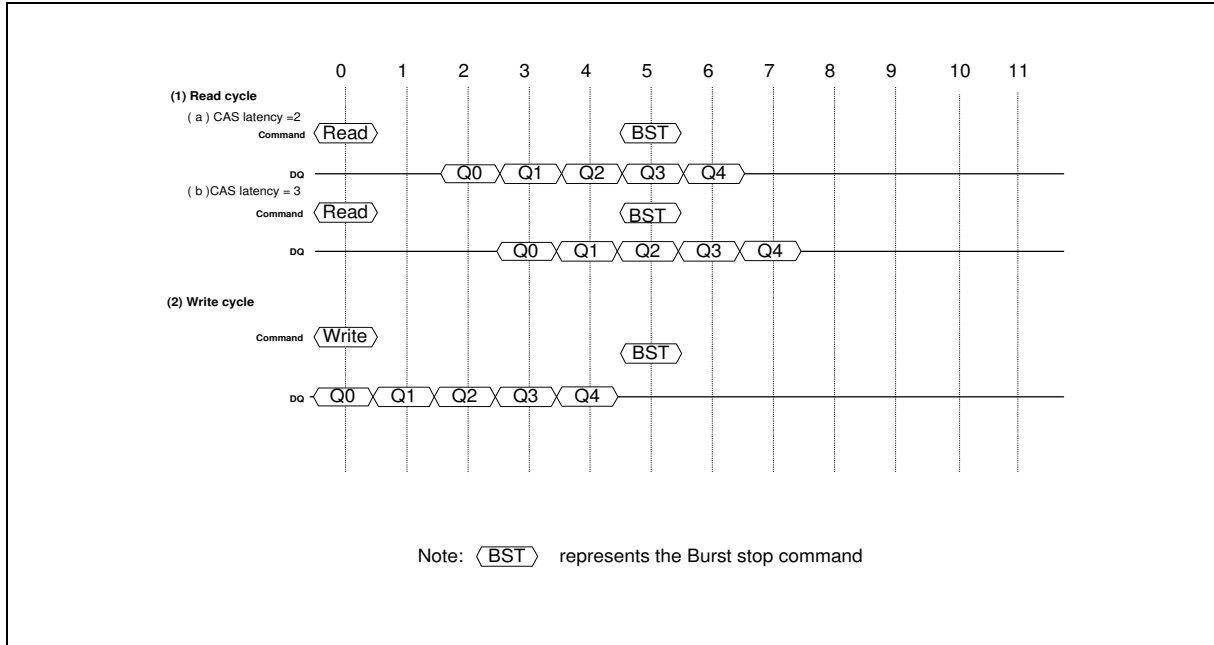 0 1 2 3 4 5 6 7 8 9 10 11
(1) Read cycle
( a ) CAS latency =2
Command Read BST
DQ Q0 Q1 Q2 Q3 Q4
( b )CAS latency = 3
Command Read BST
DQ Q0 Q1 Q2 Q3 Q4
(2) Write cycle
Command Write BST
DQ Q0 Q1 Q2 Q3 Q4
Note: BST represents the Burst stop command